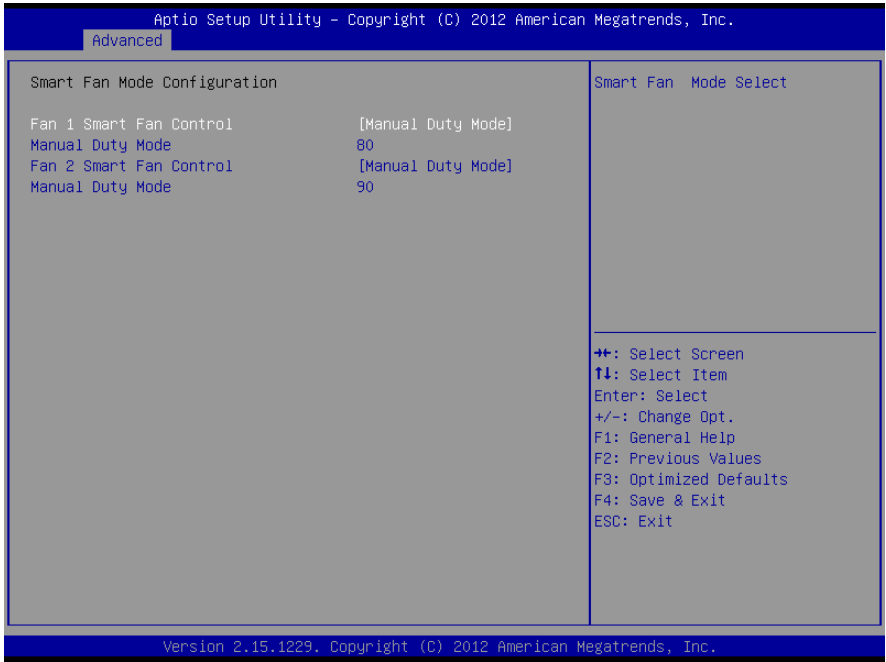 Aptio Setup Utility – Copyright (C) 2012 American Megatrends, Inc.
Advanced
Smart Fan Mode Configuration
Fan 1 Smart Fan Control [Manual Duty Mode]
Manual Duty Mode 80
Fan 2 Smart Fan Control [Manual Duty Mode]
Manual Duty Mode 90
Smart Fan Mode Select
→←: Select Screen
↑↓: Select Item
Enter: Select
+/-: Change Opt.
F1: General Help
F2: Previous Values
F3: Optimized Defaults
F4: Save & Exit
ESC: Exit
Version 2.15.1229. Copyright (C) 2012 American Megatrends, Inc.